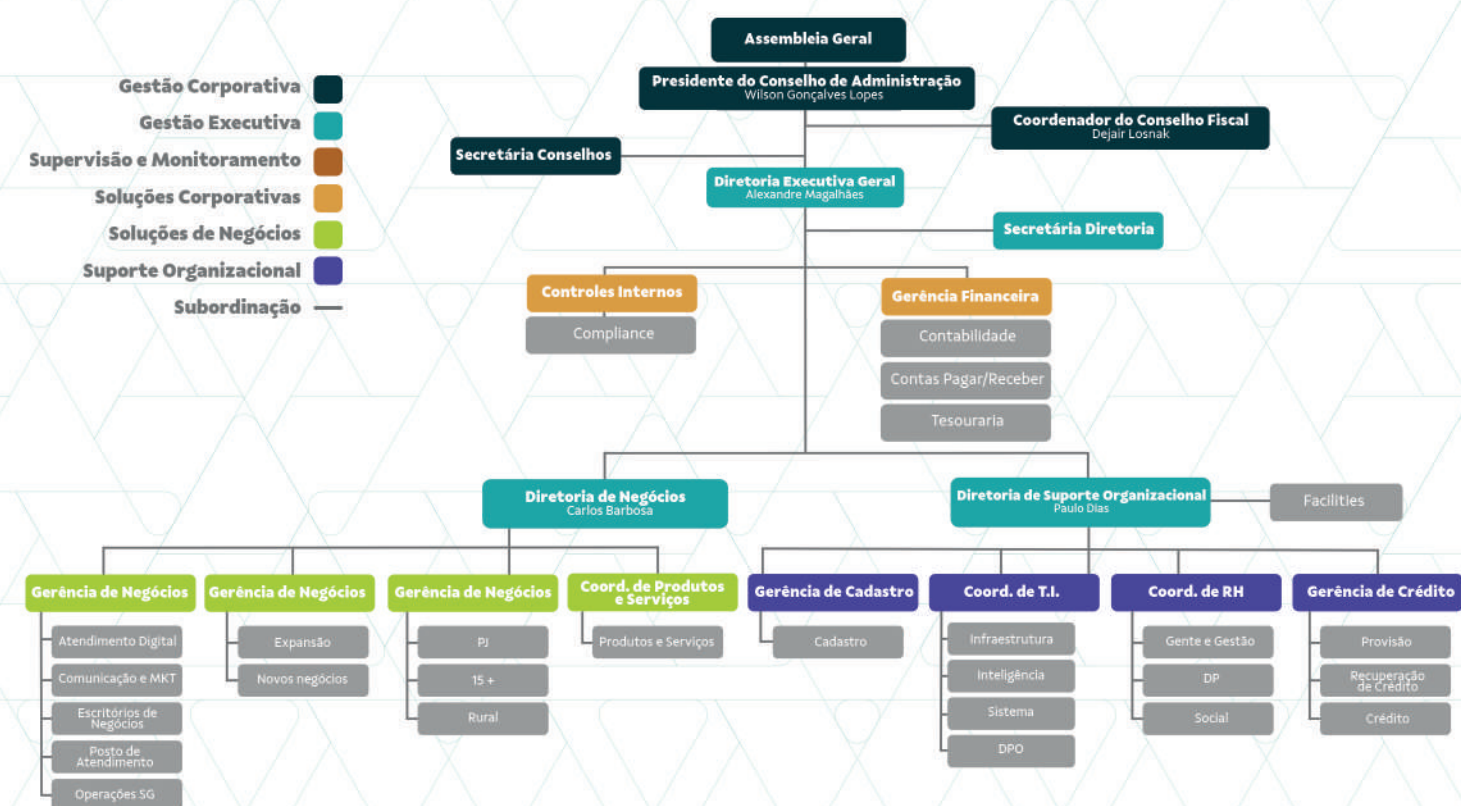 Gestão Corporativa
Gestão Executiva
Supervisão e Monitoramento
Soluções Corporativas
Soluções de Negócios
Suporte Organizacional
Subordinação
Assembleia Geral
Presidente do Conselho de Administração
Wilson Gonçalves Lopes
Coordenador do Conselho Fiscal
Dejair Losnak
Secretária Conselhos
Diretoria Executiva Geral
Alexandre Magalhães
Secretária Diretoria
Controles Internos
Compliance
Gerência Financeira
Contabilidade
Contas Pagar/Receber
Tesouraria
Diretoria de Negócios
Carlos Barbosa
Diretoria de Suporte Organizacional
Paulo Dias
Facilities
Gerência de Negócios
Atendimento Digital
Comunicação e MKT
Escritórios de
Negócios
Posto de
Atendimento
Operações SG
Gerência de Negócios
Expansão
Novos negócios
Gerência de Negócios
PJ
15 +
Rural
Coord. de Produtos
e Serviços
Produtos e Serviços
Gerência de Cadastro
Cadastro
Coord. de T.I.
Infraestrutura
Inteligência
Sistema
DPO
Coord. de RH
Gente e Gestão
DP
Social
Gerência de Crédito
Provisão
Recuperação
de Crédito
Crédito